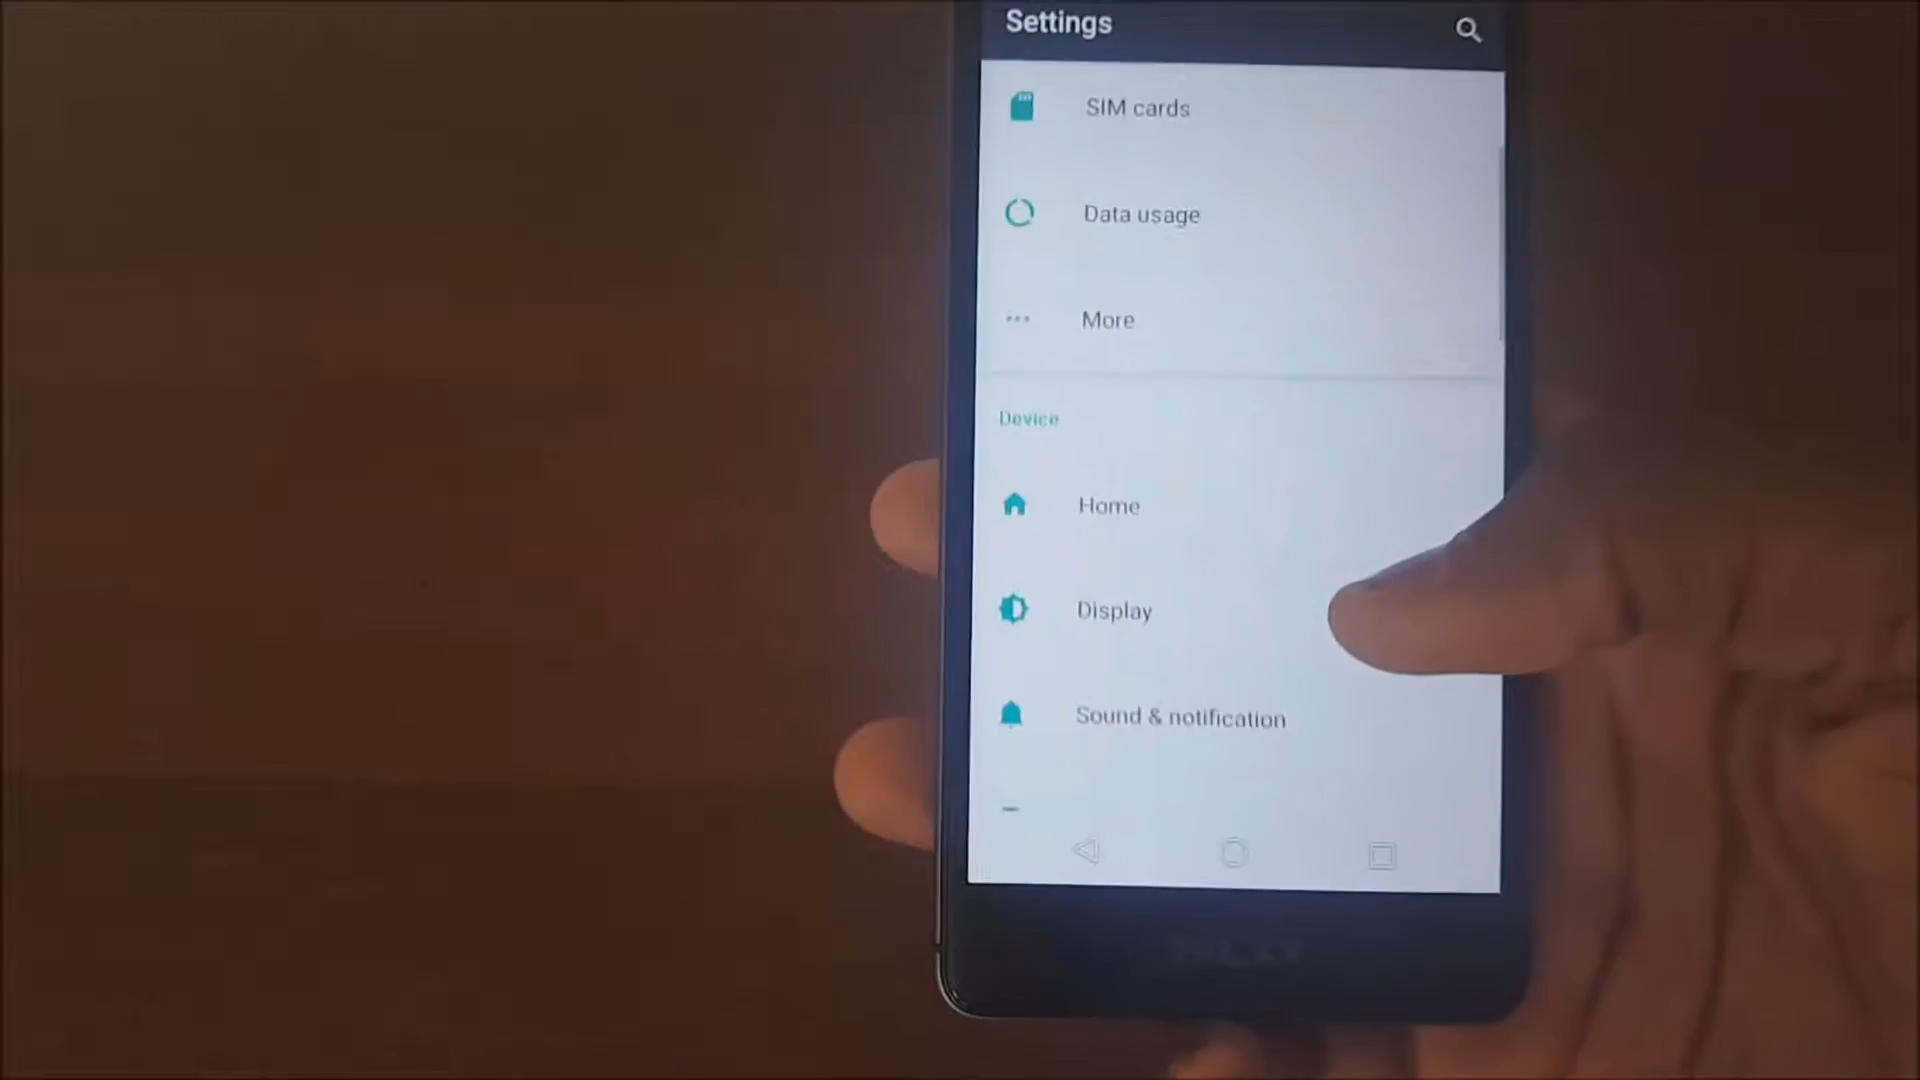 Settings
SIM cards
Data usage
More
Device
Home
Display
Sound & notification